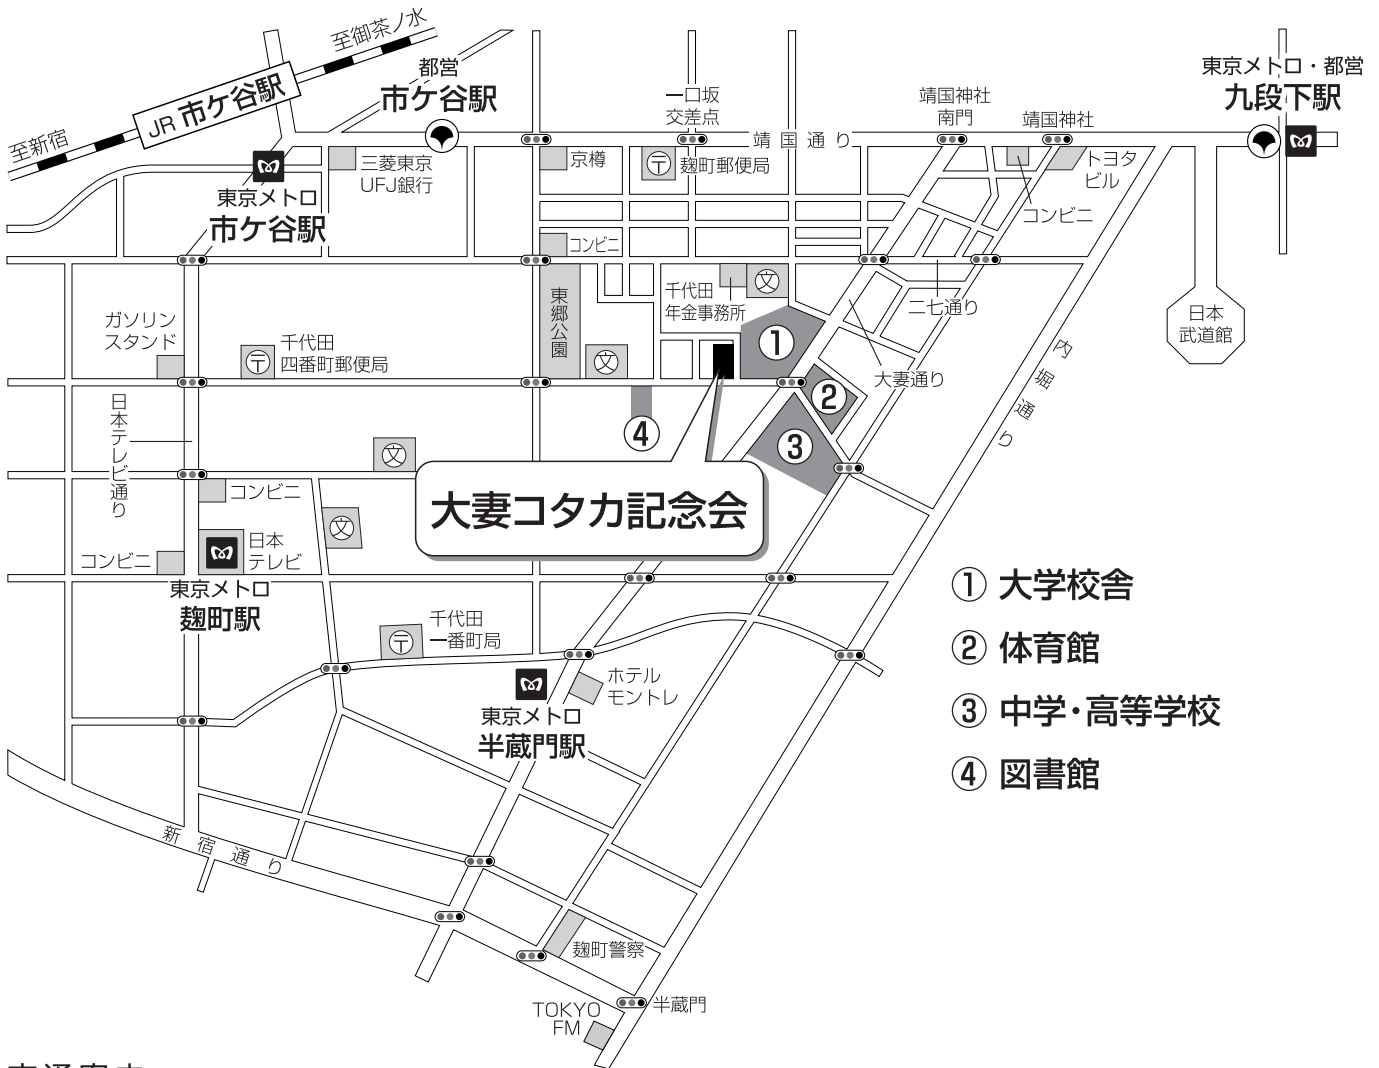 至御茶ノ水
JR 市ケ谷駅
至新宿
都営
市ケ谷駅
東京メトロ
市ケ谷駅
三菱東京
UFJ銀行
京樽
一口坂
交差点
〒
麹町郵便局
靖国通り
靖国神社
南門
靖国神社
トヨタ
ビル
コンビニ
東京メトロ・都営
九段下駅
日本
武道館
コンビニ
東郷公園
千代田
年金事務所
文
二七通り
大妻通り
内堀通り
ガソリン
スタンド
〒
千代田
四番町郵便局
文
①
②
③
④
日本テレビ通り
文
コンビニ
文
大妻コタカ記念会
コンビニ
日本
テレビ
東京メトロ
麹町駅
〒
千代田
一番町局
ホテル
モントレ
東京メトロ
半蔵門駅
新宿通り
麹町警察
半蔵門
TOKYO
FM
① 大学校舎
② 体育館
③ 中学・高等学校
④ 図書館